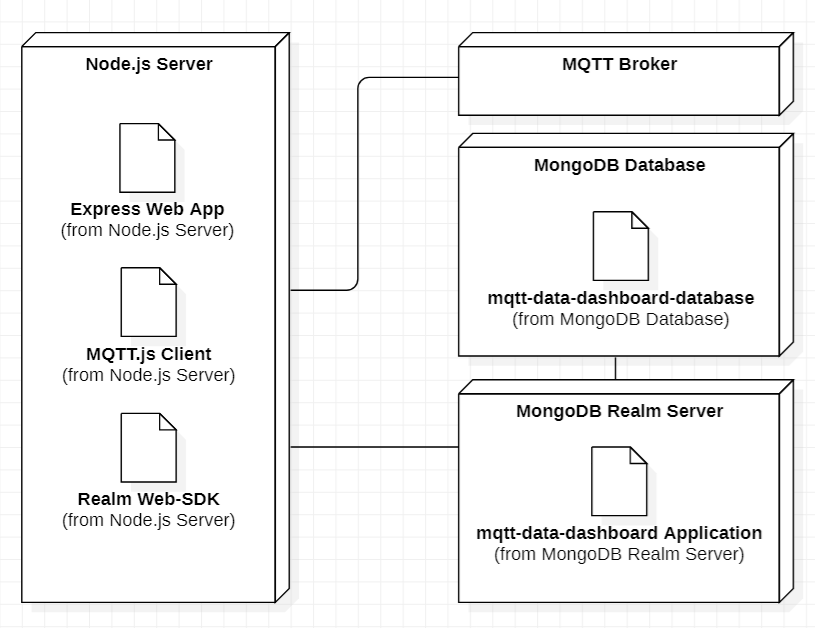 Node.js Server
Express Web App
(from Node.js Server)
MQTT.js Client
(from Node.js Server)
Realm Web-SDK
(from Node.js Server)
MQTT Broker
MongoDB Database
mqtt-data-dashboard-database
(from MongoDB Database)
MongoDB Realm Server
mqtt-data-dashboard Application
(from MongoDB Realm Server)